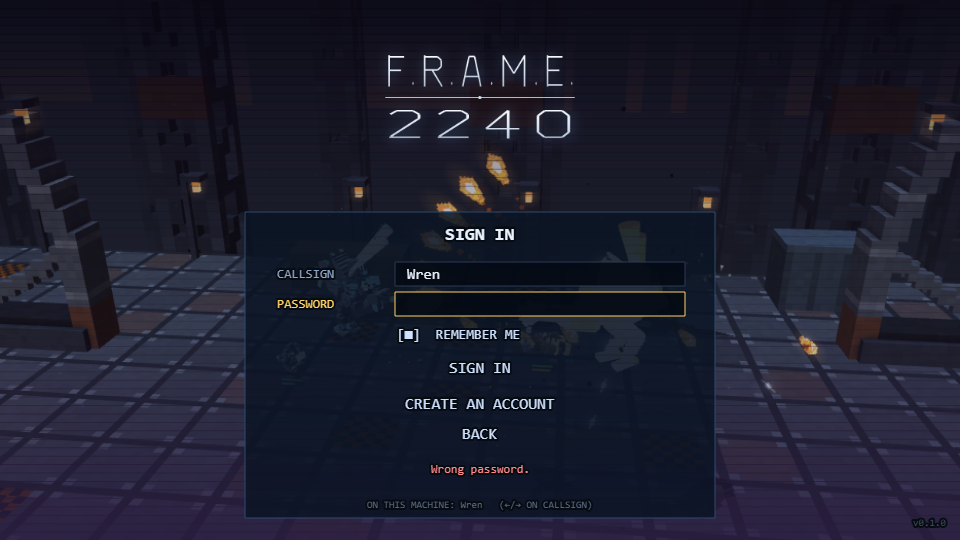 F.R.A.M.E.
2240
SIGN IN
CALLSIGN Wren
PASSWORD
[■] REMEMBER ME
SIGN IN
CREATE AN ACCOUNT
BACK
Wrong password.
ON THIS MACHINE: Wren (←/→ ON CALLSIGN)
v0.1.0